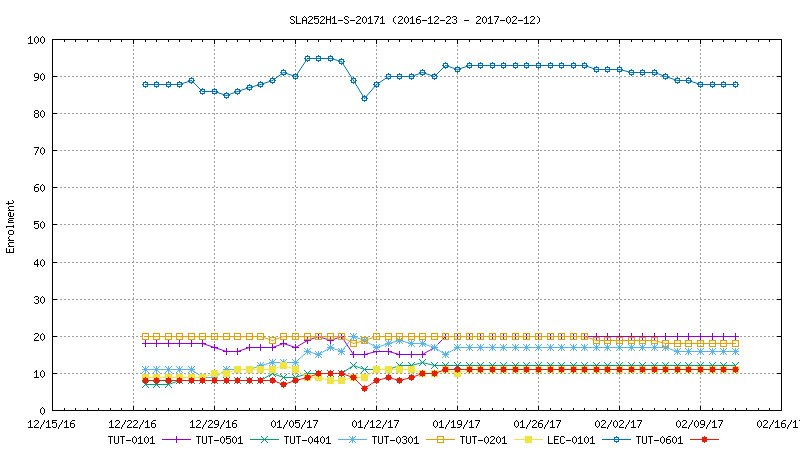 SLA252H1-S-20171 (2016-12-23 - 2017-02-12)
100
90
80
70
60
50
40
30
20
10
0
Enrolment
12/15/16 12/22/16 12/29/16 01/05/17 01/12/17 01/19/17 01/26/17 02/02/17 02/09/17 02/16/17
TUT-0101 TUT-0501 TUT-0401 TUT-0301 TUT-0201 LEC-0101 TUT-0601